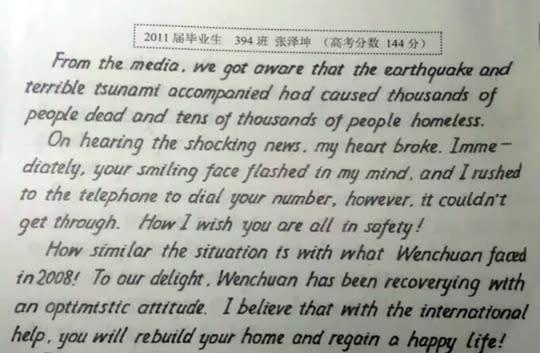 2011 届毕业生 394 班 张泽坤 （高考分数 144 分）
From the media, we got aware that the earthquake and
terrible tsunami accompanied had caused thousands of
people dead and tens of thousands of people homeless.
On hearing the shocking news, my heart broke. Imme-
diately, your smiling face flashed in my mind, and I rushed
to the telephone to dial your number, however, it couldn't
get through. How I wish you are all in safety!
How similar the situation is with what Wenchuan faced
in 2008! To our delight, Wenchuan has been recoverying with
an optimistic attitude. I believe that with the international
help, you will rebuild your home and regain a happy life!